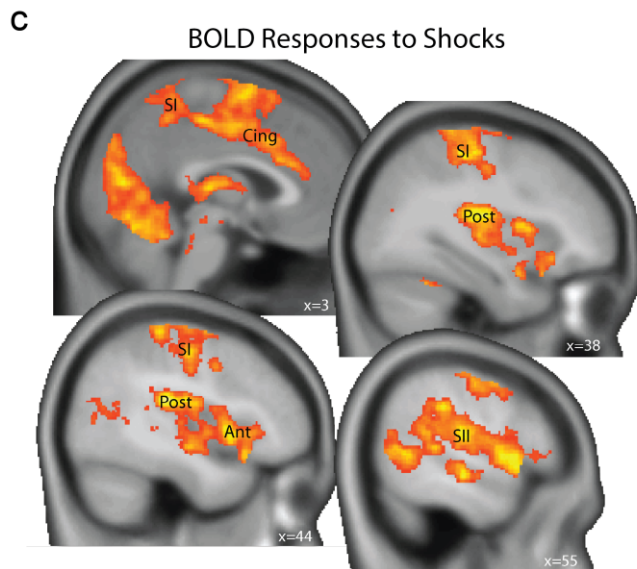 C
BOLD Responses to Shocks
SI
Cing
x=3
SI
Post
x=38
SI
Post
Ant
x=44
SII
x=55